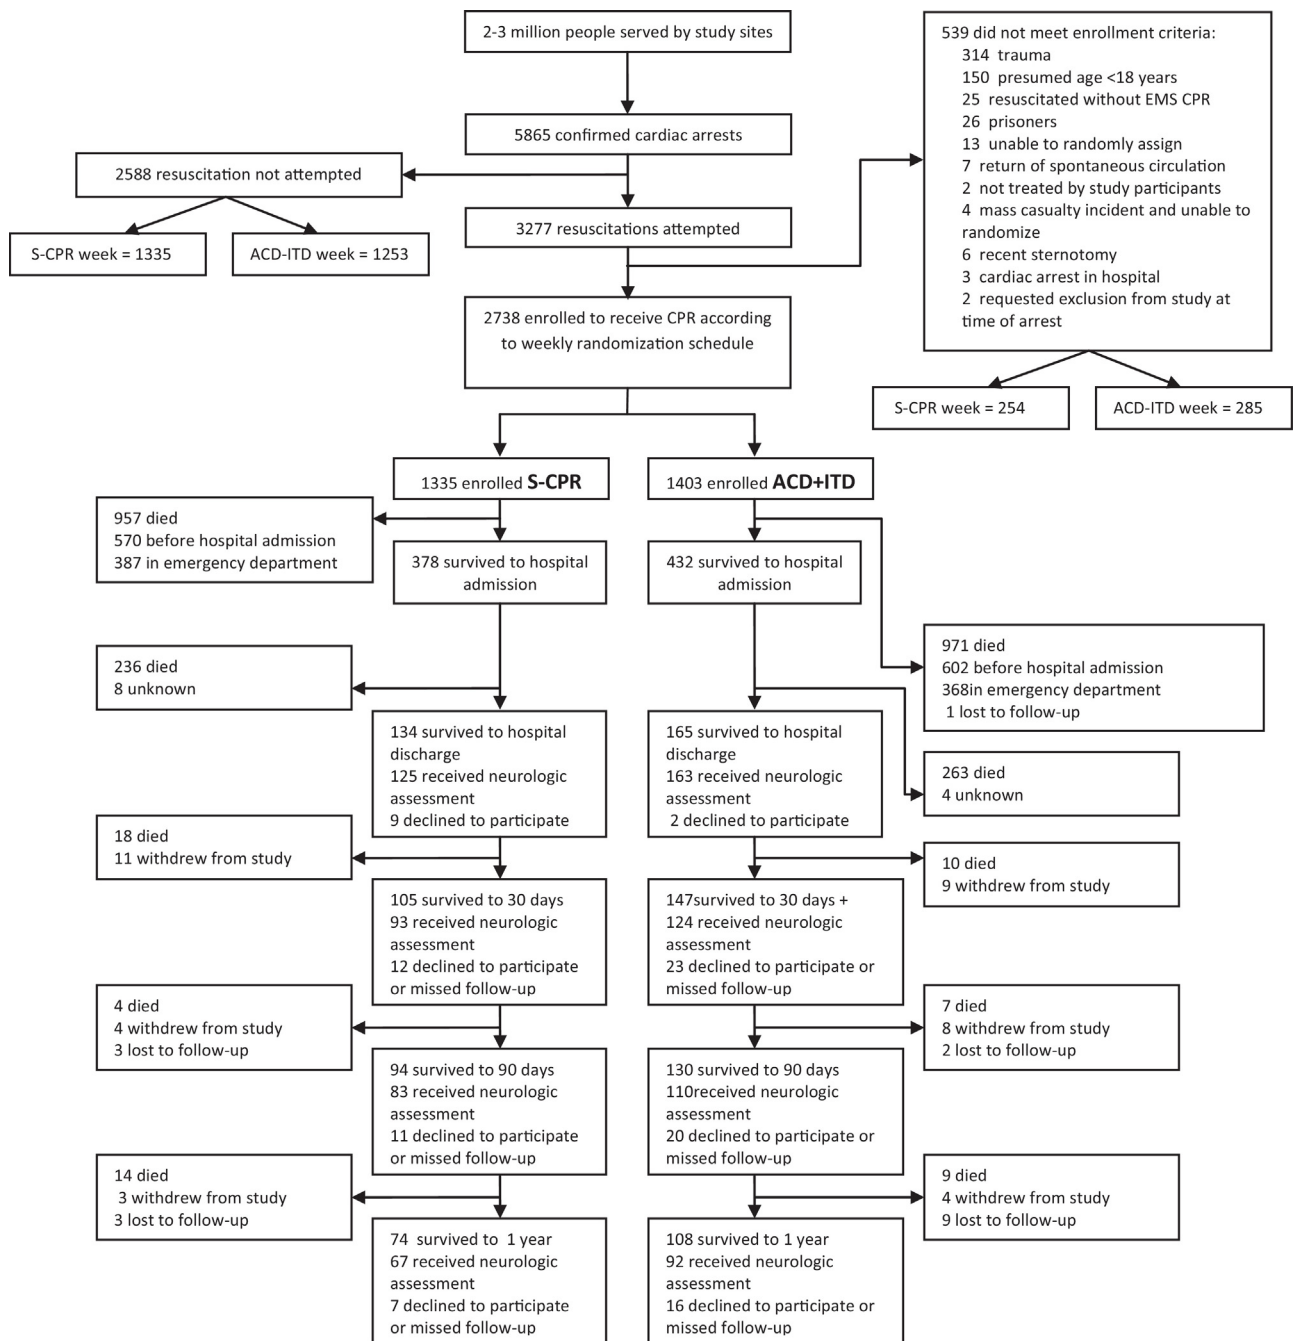 2-3 million people served by study sites
539 did not meet enrollment criteria:
314 trauma
150 presumed age <18 years
25 resuscitated without EMS CPR
26 prisoners
13 unable to randomly assign
7 return of spontaneous circulation
2 not treated by study participants
4 mass casualty incident and unable to
randomize
6 recent sternotomy
3 cardiac arrest in hospital
2 requested exclusion from study at
time of arrest
5865 confirmed cardiac arrests
2588 resuscitation not attempted
3277 resuscitations attempted
S-CPR week = 1335
ACD-ITD week = 1253
2738 enrolled to receive CPR according
to weekly randomization schedule
S-CPR week = 254
ACD-ITD week = 285
1335 enrolled S-CPR
1403 enrolled ACD+ITD
957 died
570 before hospital admission
387 in emergency department
378 survived to hospital
admission
432 survived to hospital
admission
971 died
602 before hospital admission
368in emergency department
1 lost to follow-up
236 died
8 unknown
134 survived to hospital
discharge
125 received neurologic
assessment
9 declined to participate
165 survived to hospital
discharge
163 received neurologic
assessment
2 declined to participate
263 died
4 unknown
18 died
11 withdrew from study
10 died
9 withdrew from study
105 survived to 30 days
93 received neurologic
assessment
12 declined to participate
or missed follow-up
147survived to 30 days +
124 received neurologic
assessment
23 declined to participate or
missed follow-up
4 died
4 withdrew from study
3 lost to follow-up
7 died
8 withdrew from study
2 lost to follow-up
94 survived to 90 days
83 received neurologic
assessment
11 declined to participate
or missed follow-up
130 survived to 90 days
110received neurologic
assessment
20 declined to participate or
missed follow-up
14 died
3 withdrew from study
3 lost to follow-up
9 died
4 withdrew from study
9 lost to follow-up
74 survived to 1 year
67 received neurologic
assessment
7 declined to participate
or missed follow-up
108 survived to 1 year
92 received neurologic
assessment
16 declined to participate or
missed follow-up